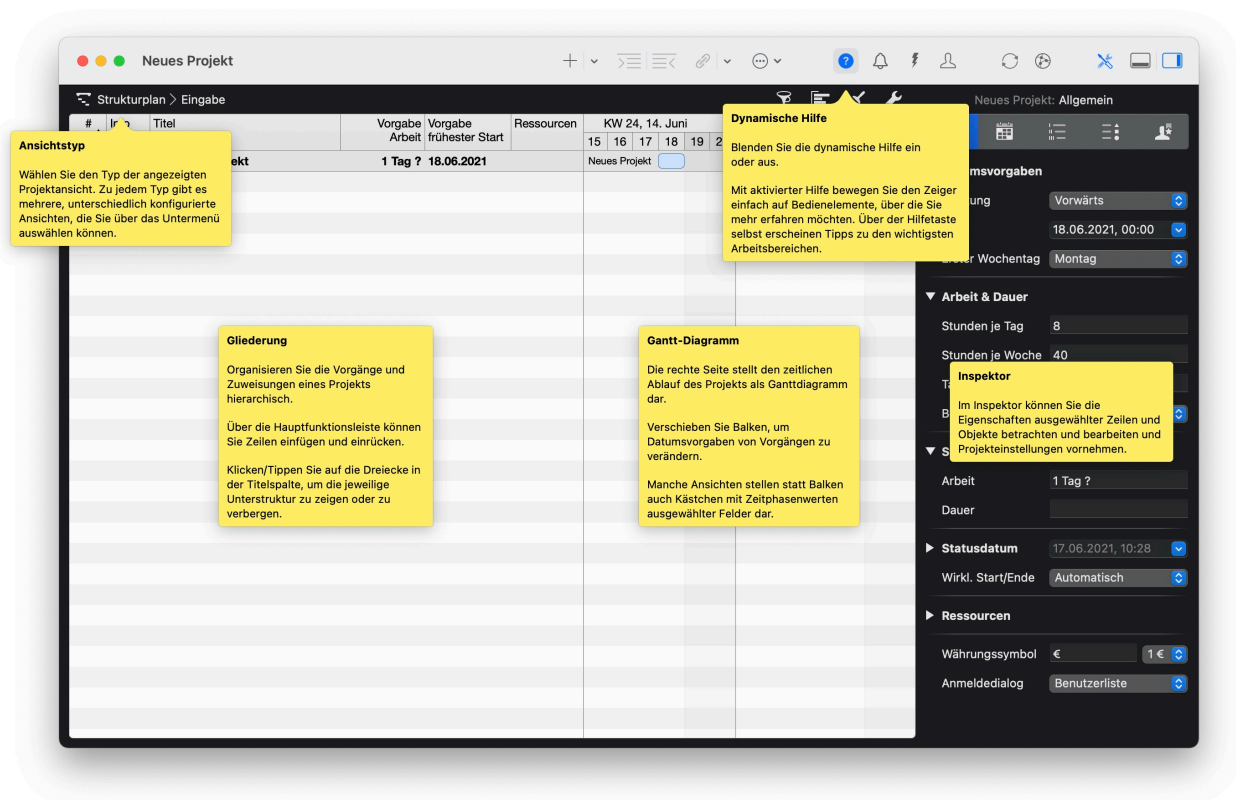 Neues Projekt
Strukturplan > Eingabe
Neues Projekt: Allgemein
# Info Titel
Vorgabe Arbeit
Vorgabe frühester Start
Ressourcen
KW 24, 14. Juni
15 16 17 18 19 2
ekt 1 Tag ? 18.06.2021
Neues Projekt
Ansichtstyp
Wählen Sie den Typ der angezeigten
Projektansicht. Zu jedem Typ gibt es
mehrere, unterschiedlich konfigurierte
Ansichten, die Sie über das Untermenü
auswählen können.
Dynamische Hilfe
Blenden Sie die dynamische Hilfe ein
oder aus.
Mit aktivierter Hilfe bewegen Sie den Zeiger
einfach auf Bedienelemente, über die Sie
mehr erfahren möchten. Über der Hilfetaste
selbst erscheinen Tipps zu den wichtigsten
Arbeitsbereichen.
Gliederung
Organisieren Sie die Vorgänge und
Zuweisungen eines Projekts
hierarchisch.
Über die Hauptfunktionsleiste können
Sie Zeilen einfügen und einrücken.
Klicken/Tippen Sie auf die Dreiecke in
der Titelspalte, um die jeweilige
Unterstruktur zu zeigen oder zu
verbergen.
Gantt-Diagramm
Die rechte Seite stellt den zeitlichen
Ablauf des Projekts als Ganttdiagramm
dar.
Verschieben Sie Balken, um
Datumsvorgaben von Vorgängen zu
verändern.
Manche Ansichten stellen statt Balken
auch Kästchen mit Zeitphasenwerten
ausgewählter Felder dar.
msvorgaben
Vorwärts
18.06.2021, 00:00
Erster Wochentag Montag
Arbeit & Dauer
Stunden je Tag 8
Stunden je Woche 40
Inspektor
Im Inspektor können Sie die
Eigenschaften ausgewählter Zeilen und
Objekte betrachten und bearbeiten und
Projekteinstellungen vornehmen.
Arbeit 1 Tag ?
Dauer
Statusdatum 17.06.2021, 10:28
Wirkl. Start/Ende Automatisch
Ressourcen
Währungssymbol € 1 €
Anmeldedialog Benutzerliste